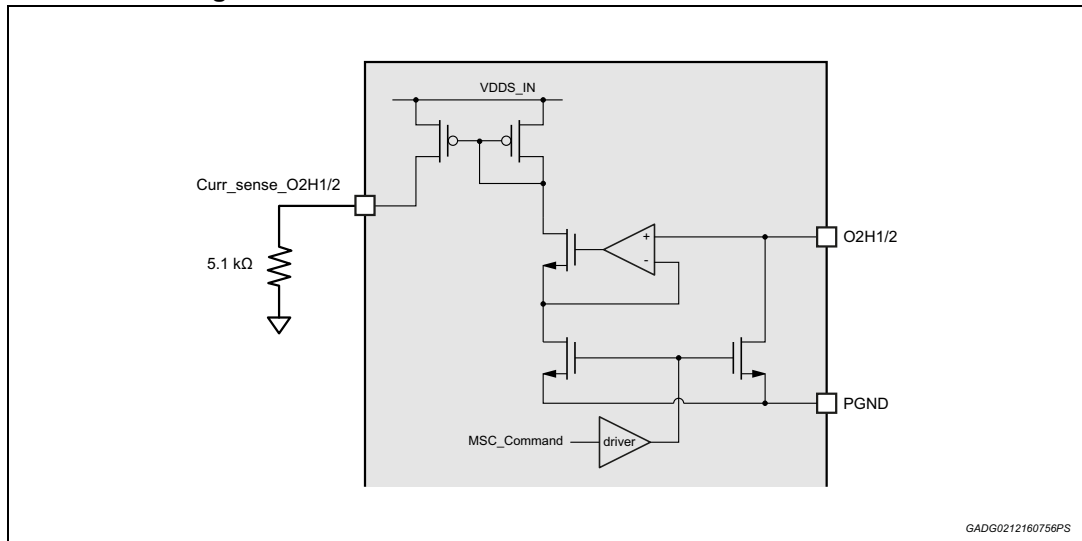 VDDS_IN
Curr_sense_O2H1/2
+
O2H1/2
5.1 kΩ
-
PGND
MSC_Command
driver
GADG0212160756PS